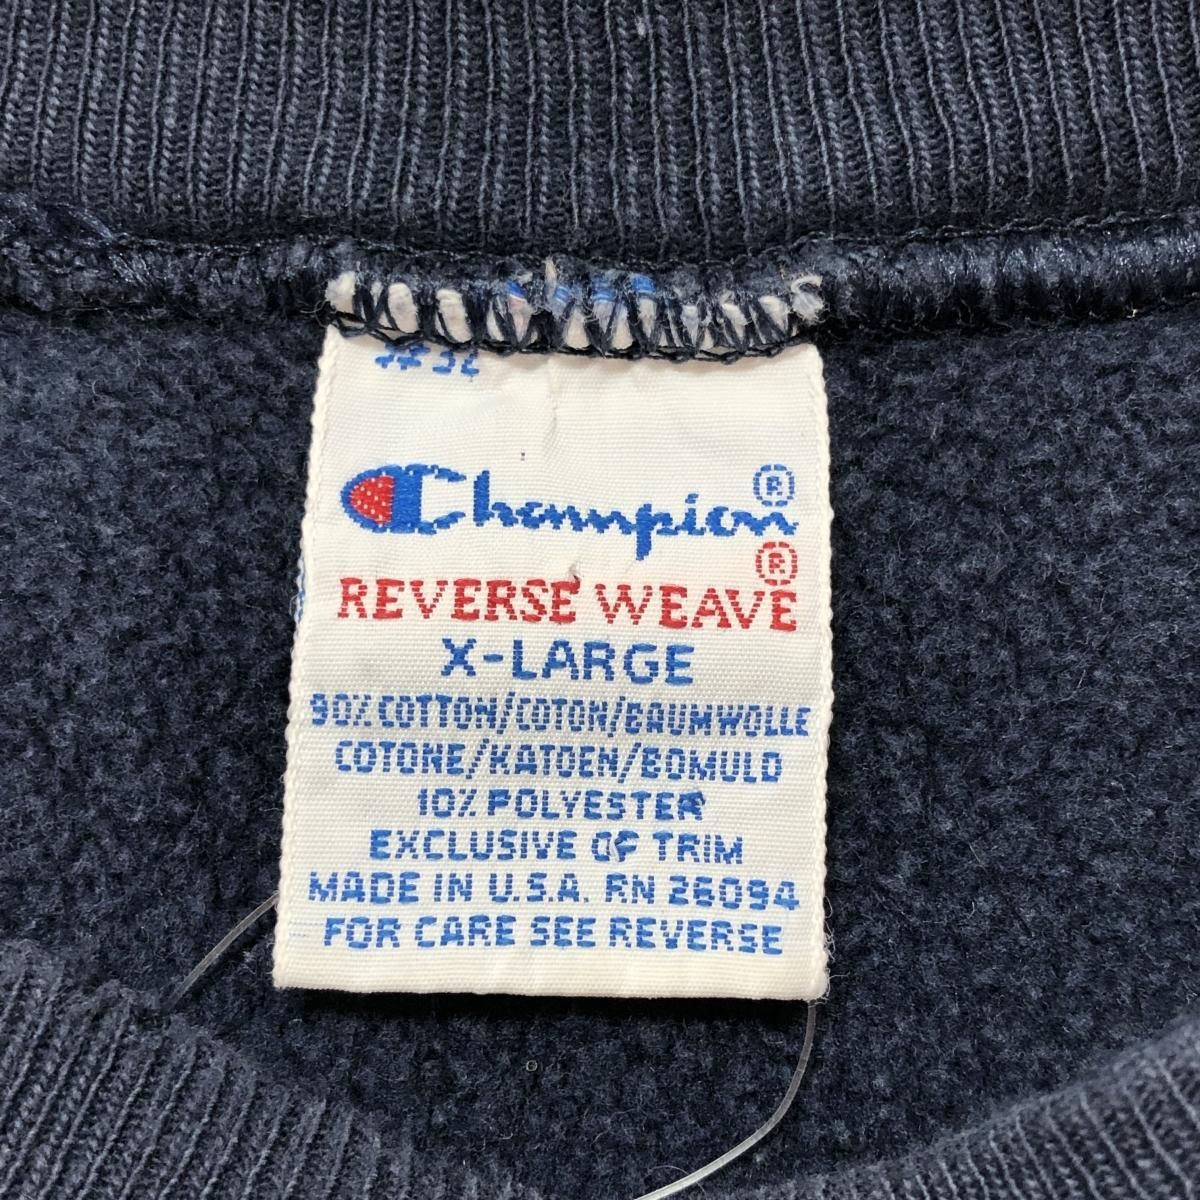 Champion®
REVERSE WEAVE®
X-LARGE
90% COTTON/COTON/BAUMWOLLE
COTONE/KATOEN/BOMULD
10% POLYESTER
EXCLUSIVE OF TRIM
MADE IN U.S.A. RN 26094
FOR CARE SEE REVERSE